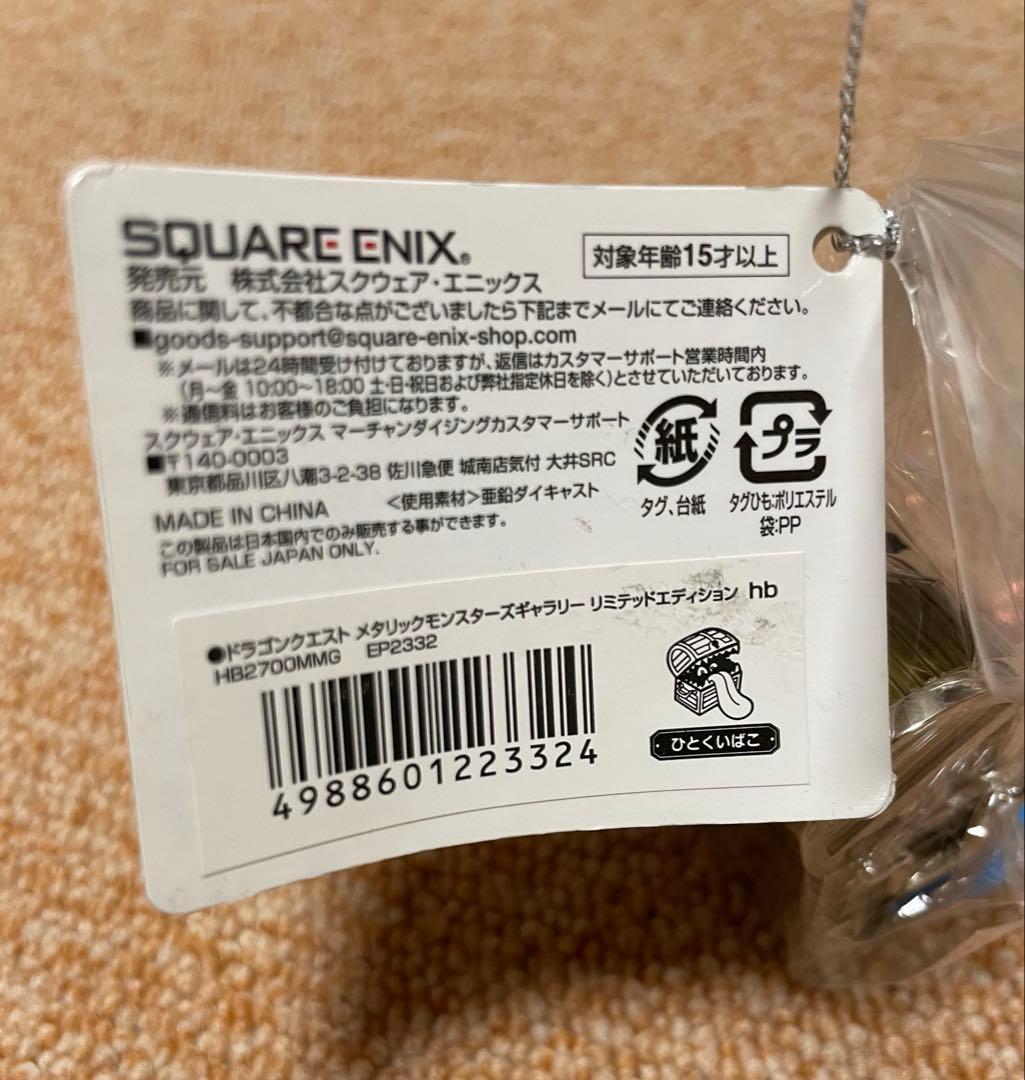 SQUARE ENIX®
対象年齢15才以上
発売元 株式会社スクウェア・エニックス
商品に関して、不都合な点がございましたら下記までメールにてご連絡ください。
■goods-support@square-enix-shop.com
※メールは24時間受け付けておりますが、返信はカスタマーサポート営業時間内
(月～金 10:00～18:00 土・日・祝日および弊社指定休日を除く)とさせていただいております。
※通信料はお客様のご負担になります。
スクウェア・エニックス マーチャンダイジングカスタマーサポート
■〒140-0003
東京都品川区八潮3-2-38 佐川急便 城南店気付 大井SRC
MADE IN CHINA <使用素材>亜鉛ダイキャスト
この製品は日本国内でのみ販売する事ができます。
FOR SALE JAPAN ONLY.
紙
タグ、台紙
プラ
タグひも:ポリエステル
袋:PP
●ドラゴンクエスト メタリックモンスターズギャラリー リミテッドエディション hb
HB2700MMG EP2332
4988601223324
ひとくいばこ